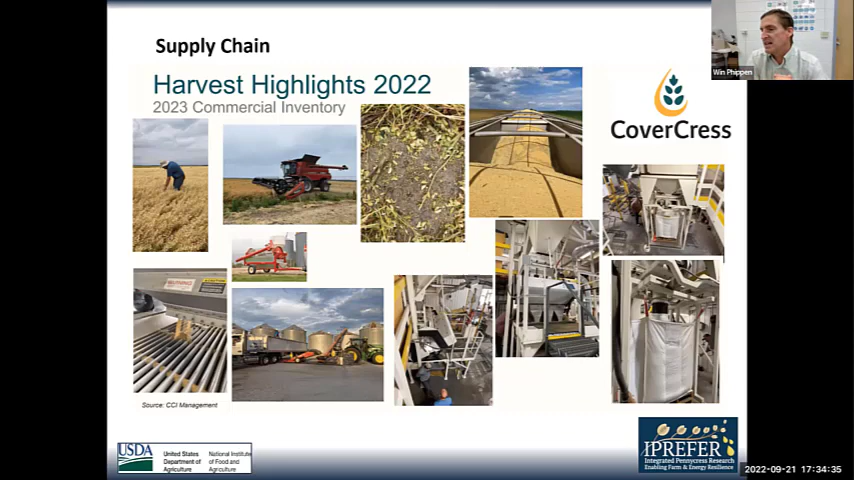 Supply Chain
Harvest Highlights 2022
2023 Commercial Inventory
CoverCress
Win Phippen
WARNING
Source: CCI Management
USDA
United States
Department of
Agriculture
National Institute
of Food and
Agriculture
IPREFER
Integrated Pennycress Research
Enabling Farm & Energy Resilience
2022-09-21 17:34:35